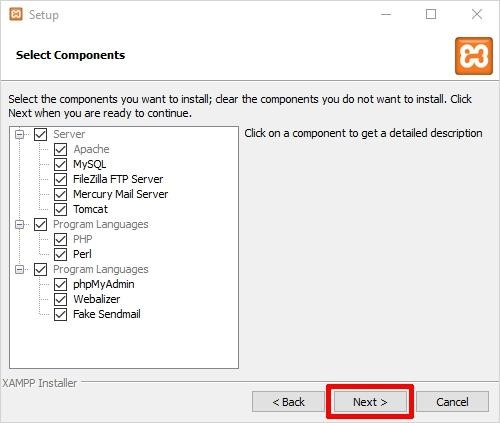 Setup
Select Components
Select the components you want to install; clear the components you do not want to install. Click
Next when you are ready to continue.
Server
Apache
MySQL
FileZilla FTP Server
Mercury Mail Server
Tomcat
Program Languages
PHP
Perl
Program Languages
phpMyAdmin
Webalizer
Fake Sendmail
Click on a component to get a detailed description
XAMPP Installer
< Back
Next >
Cancel